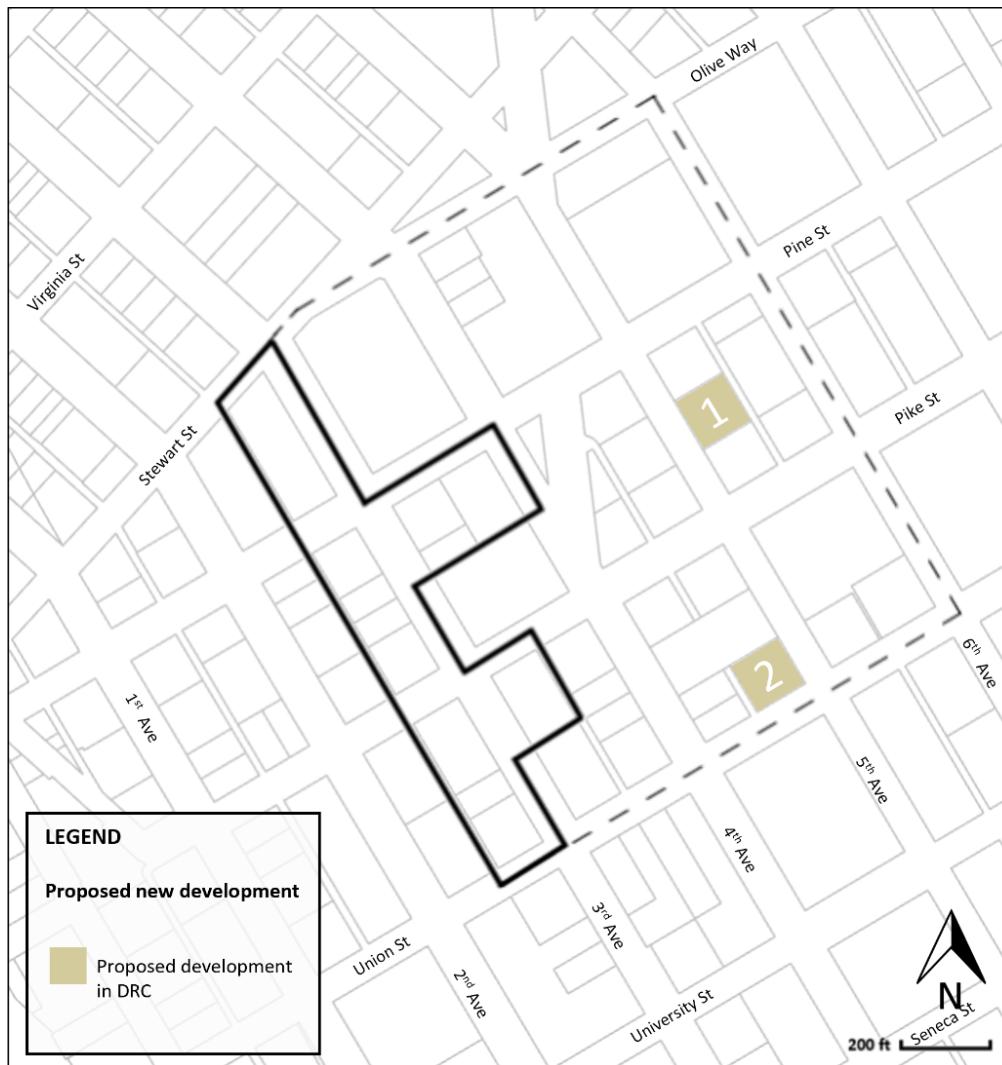 Olive Way
Pine St
Virginia St
Pike St
1
Stewart St
2
6th Ave
1st Ave
5th Ave
LEGEND
Proposed new development
Proposed development
in DRC
4th Ave
3rd Ave
Union St
2nd Ave
University St
N
Seneca St
200 ft